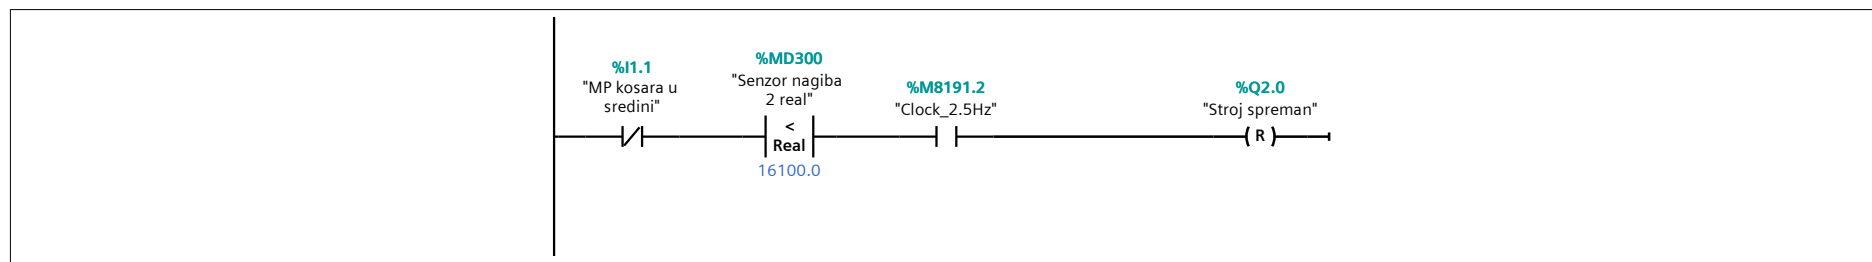 %I1.1
"MP kosara u
sredini"
%MD300
"Senzor nagiba
2 real"
<
Real
16100.0
%M8191.2
"Clock_2.5Hz"
%Q2.0
"Stroj spreman"
R